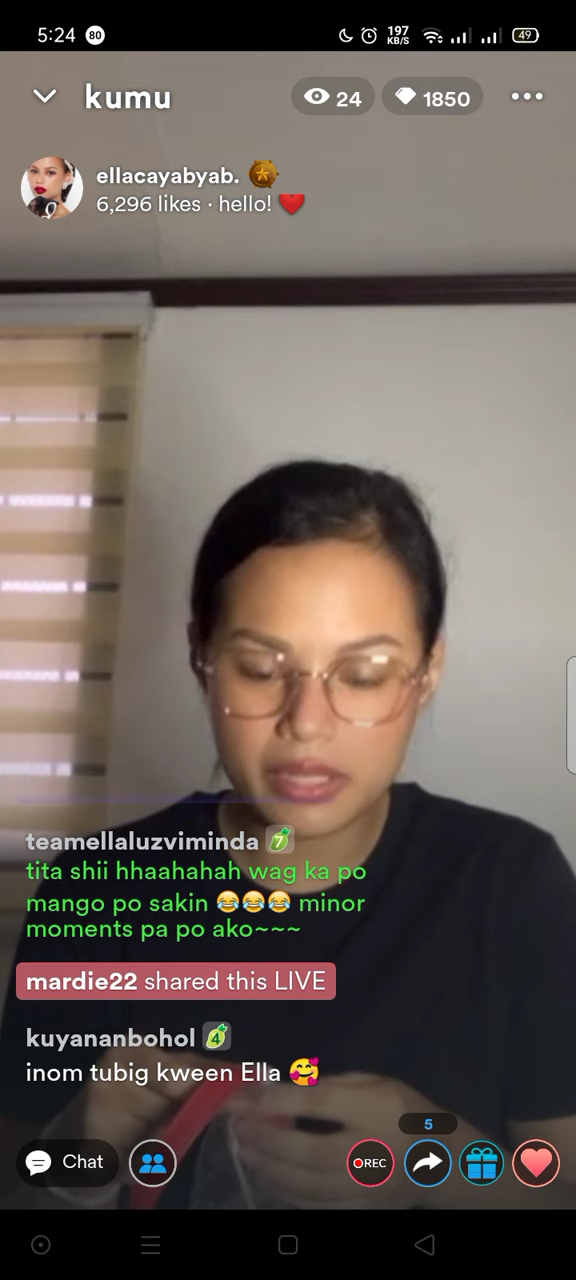 5:24 80 197 KB/S 49
kumu 24 1850
ellacayabyab.
6,296 likes · hello! ❤️
teamellaluzviminda 7
tita shii hhaahahah wag ka po
mango po sakin 😂😂😂 minor
moments pa po ako~~~
mardie22 shared this LIVE
kuyananbohol 4
inom tubig kween Ella 🥰
5
Chat REC